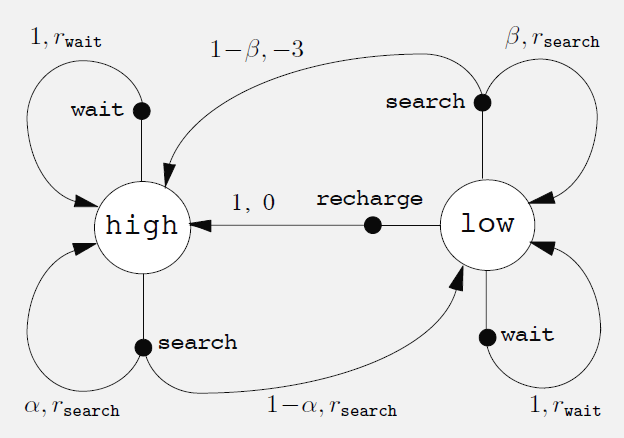 1, r_wait
1−β, −3
β, r_search
wait
search
1, 0
recharge
high
low
search
wait
α, r_search
1−α, r_search
1, r_wait